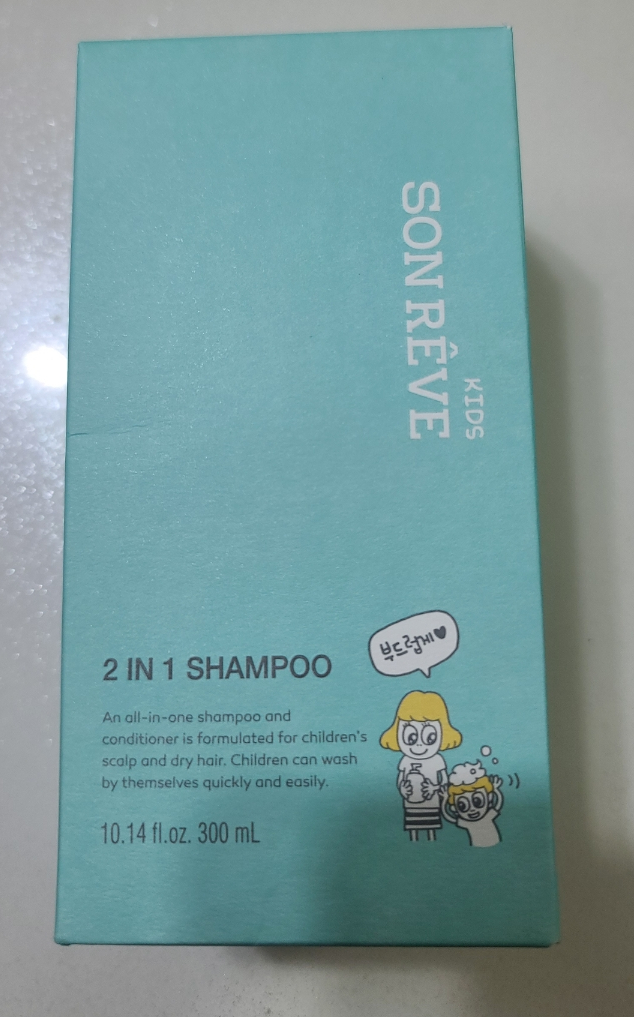 SON RÊVE
KIDS
부드럽게♥
2 IN 1 SHAMPOO
An all-in-one shampoo and
conditioner is formulated for children's
scalp and dry hair. Children can wash
by themselves quickly and easily.
10.14 fl.oz. 300 mL